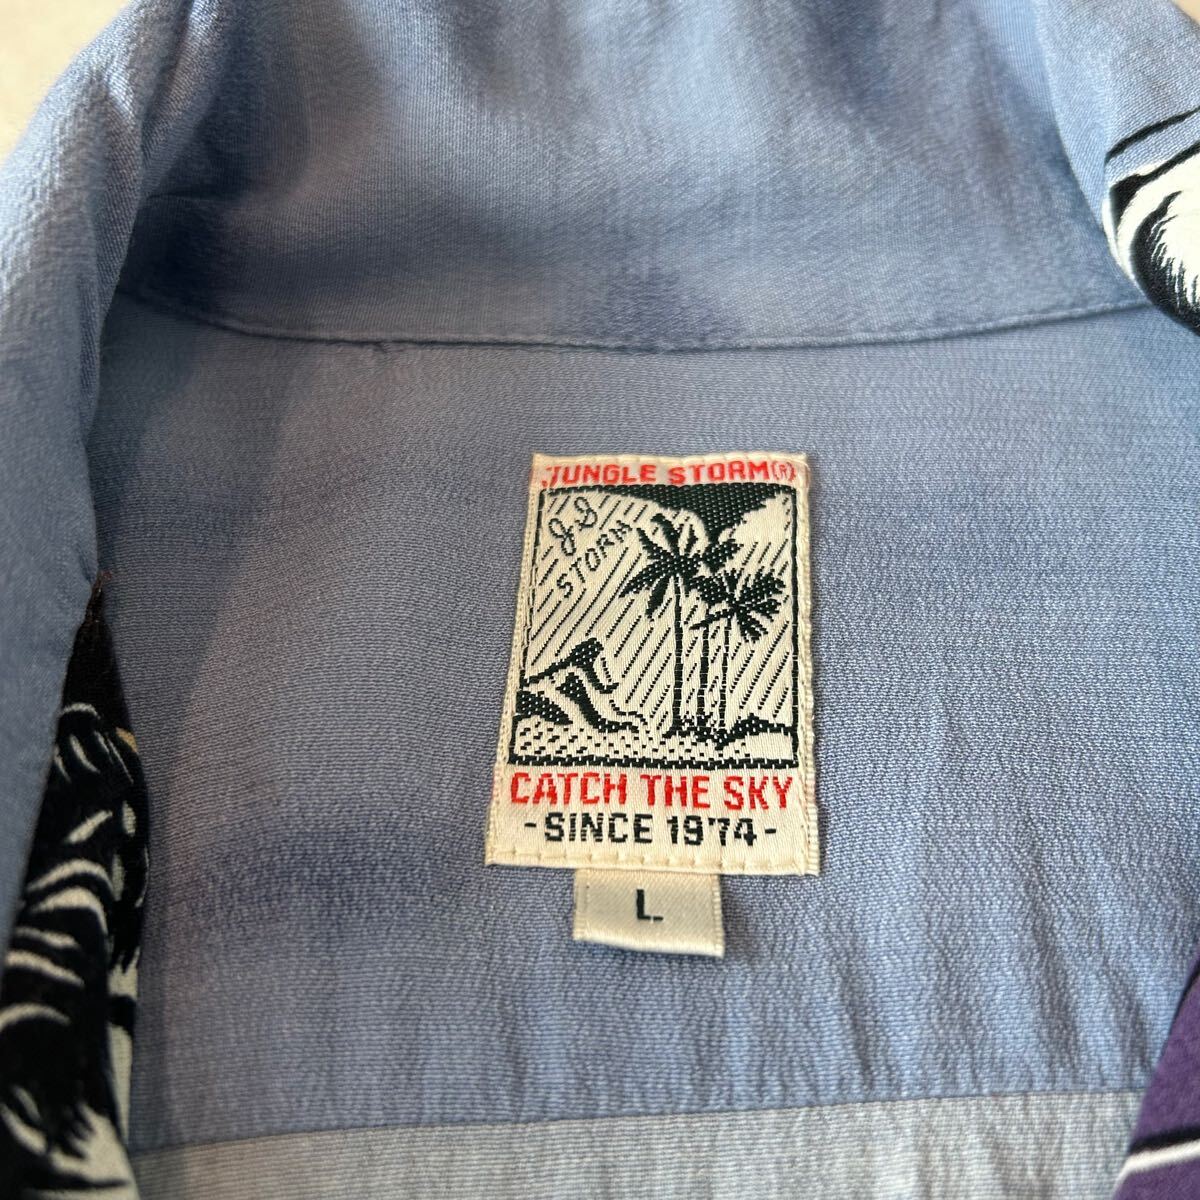 JUNGLE STORM(R)
J.S
STORM
CATCH THE SKY
-SINCE 1974-
L